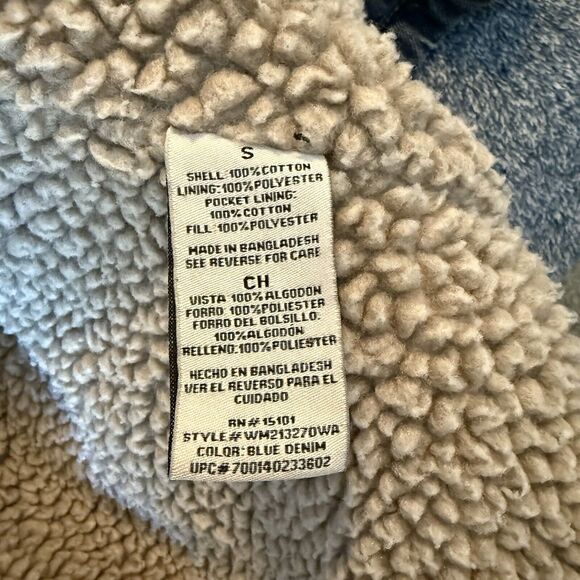 S
SHELL: 100%COTTON
LINING:100%POLYESTER
POCKET LINING:
100%COTTON
FILL: 100%POLYESTER
MADE IN BANGLADESH
SEE REVERSE FOR CARE
CH
VISTA 100%ALGODON
FORRO: 100%POLIESTER
FORRO DEL BOLSILLO.
100%ALGODÓN
RELLENO:100%POLIESTER
HECHO EN BANGLADESH
VER EL REVERSO PARA EL
CUIDADO
RN#15101
STYLE#WM213270WA
COLOR:BLUE DENIM
UPC#700140233602